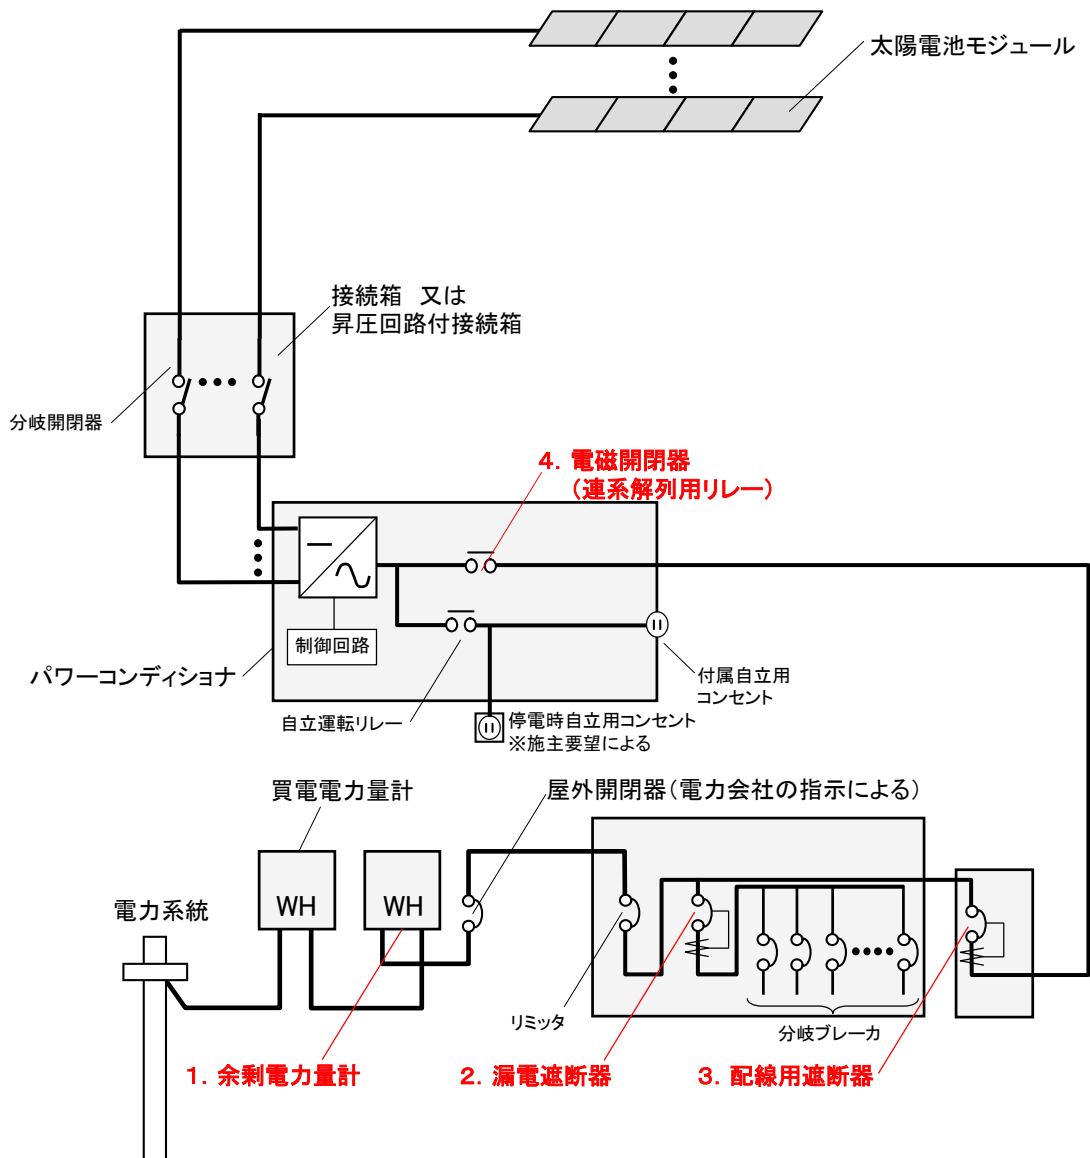 太陽電池モジュール
接続箱　又は
昇圧回路付接続箱
分岐開閉器
4．電磁開閉器
（連系解列用リレー）
制御回路
パワーコンディショナ
付属自立用
コンセント
自立運転リレー
停電時自立用コンセント
※施主要望による
買電電力量計
屋外開閉器（電力会社の指示による）
WH
WH
電力系統
リミッタ
分岐ブレーカ
1．余剰電力量計
2．漏電遮断器
3．配線用遮断器